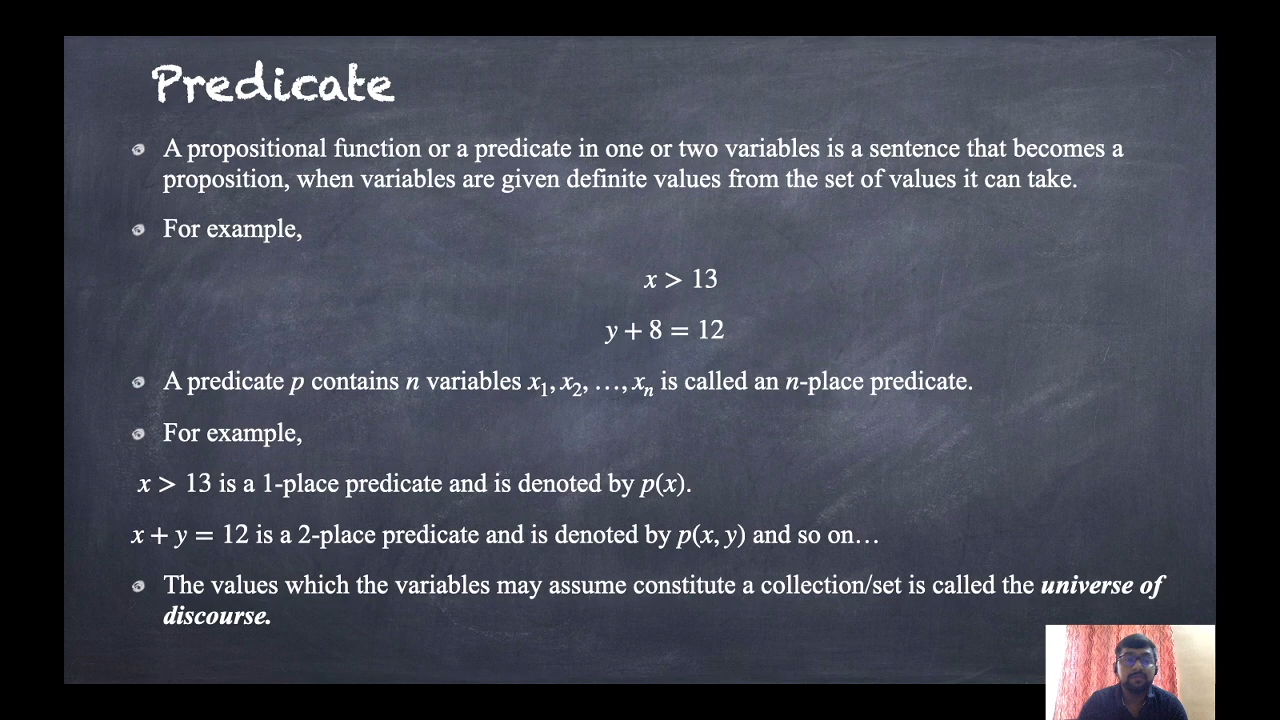 Predicate
A propositional function or a predicate in one or two variables is a sentence that becomes a
proposition, when variables are given definite values from the set of values it can take.
For example,
x > 13
y + 8 = 12
A predicate p contains n variables x₁, x₂, …, xₙ is called an n-place predicate.
For example,
x > 13 is a 1-place predicate and is denoted by p(x).
x + y = 12 is a 2-place predicate and is denoted by p(x, y) and so on…
The values which the variables may assume constitute a collection/set is called the universe of
discourse.